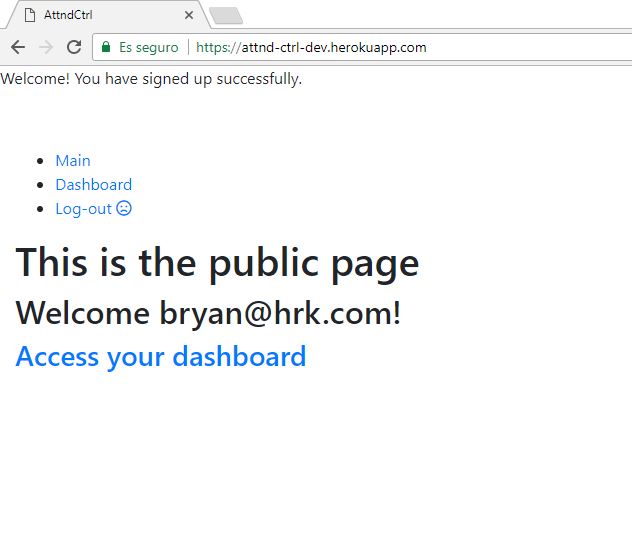 AttndCtrl
Es seguro https://attnd-ctrl-dev.herokuapp.com
Welcome! You have signed up successfully.
Main
Dashboard
Log-out
This is the public page
Welcome bryan@hrk.com!
Access your dashboard